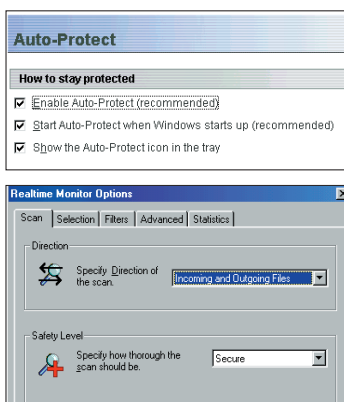 Auto-Protect
How to stay protected
Enable Auto-Protect (recommended)
Start Auto-Protect when Windows starts up (recommended)
Show the Auto-Protect icon in the tray
Realtime Monitor Options
Scan Selection Filters Advanced Statistics
Direction
Specify Direction of
the scan.
Incoming and Outgoing Files
Safety Level
Specify how thorough the
scan should be.
Secure